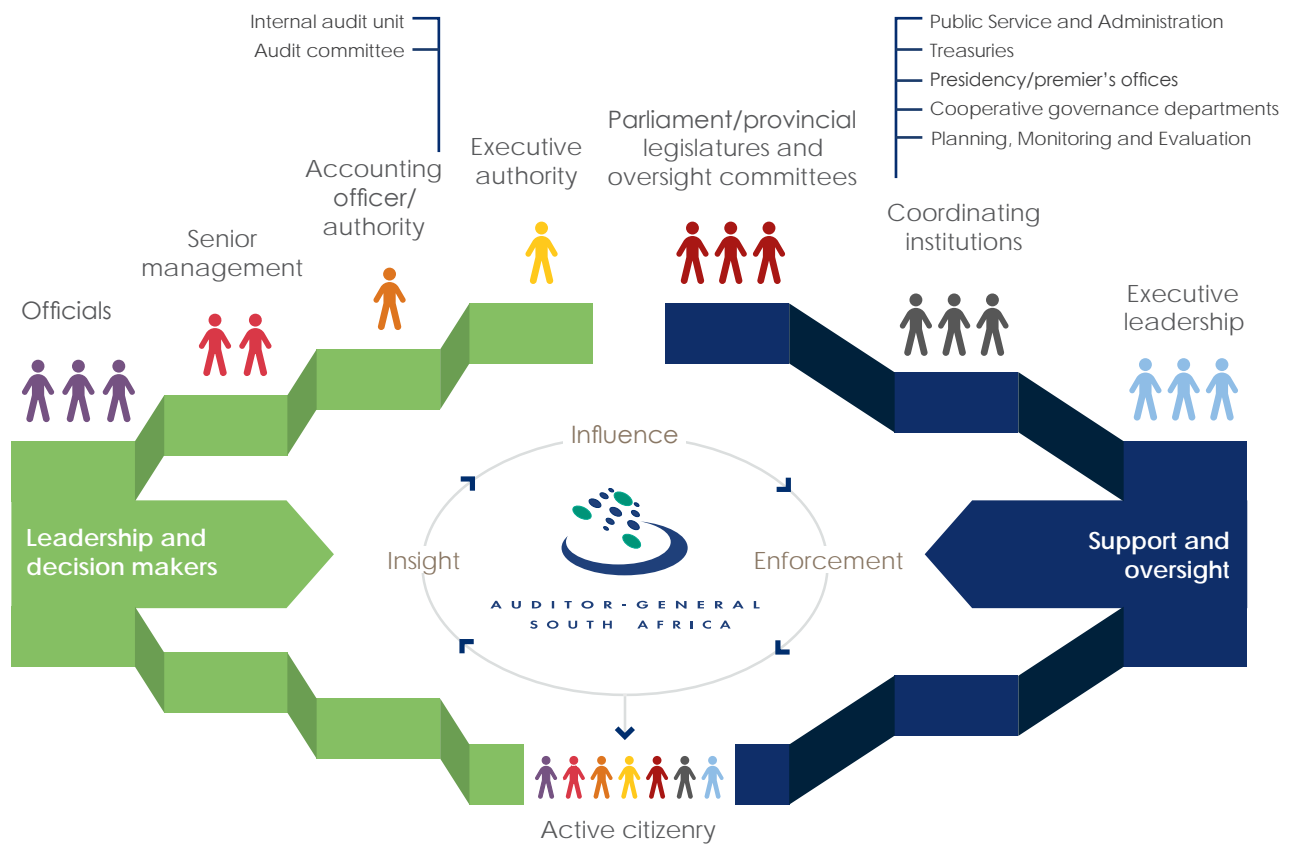 Internal audit unit
Audit committee
Public Service and Administration
Treasuries
Presidency/premier's offices
Cooperative governance departments
Planning, Monitoring and Evaluation
Officials
Senior
management
Accounting
officer/
authority
Executive
authority
Parliament/provincial
legislatures and
oversight committees
Coordinating
institutions
Executive
leadership
Leadership and
decision makers
Influence
Insight
Enforcement
AUDITOR-GENERAL
SOUTH AFRICA
Support and
oversight
Active citizenry